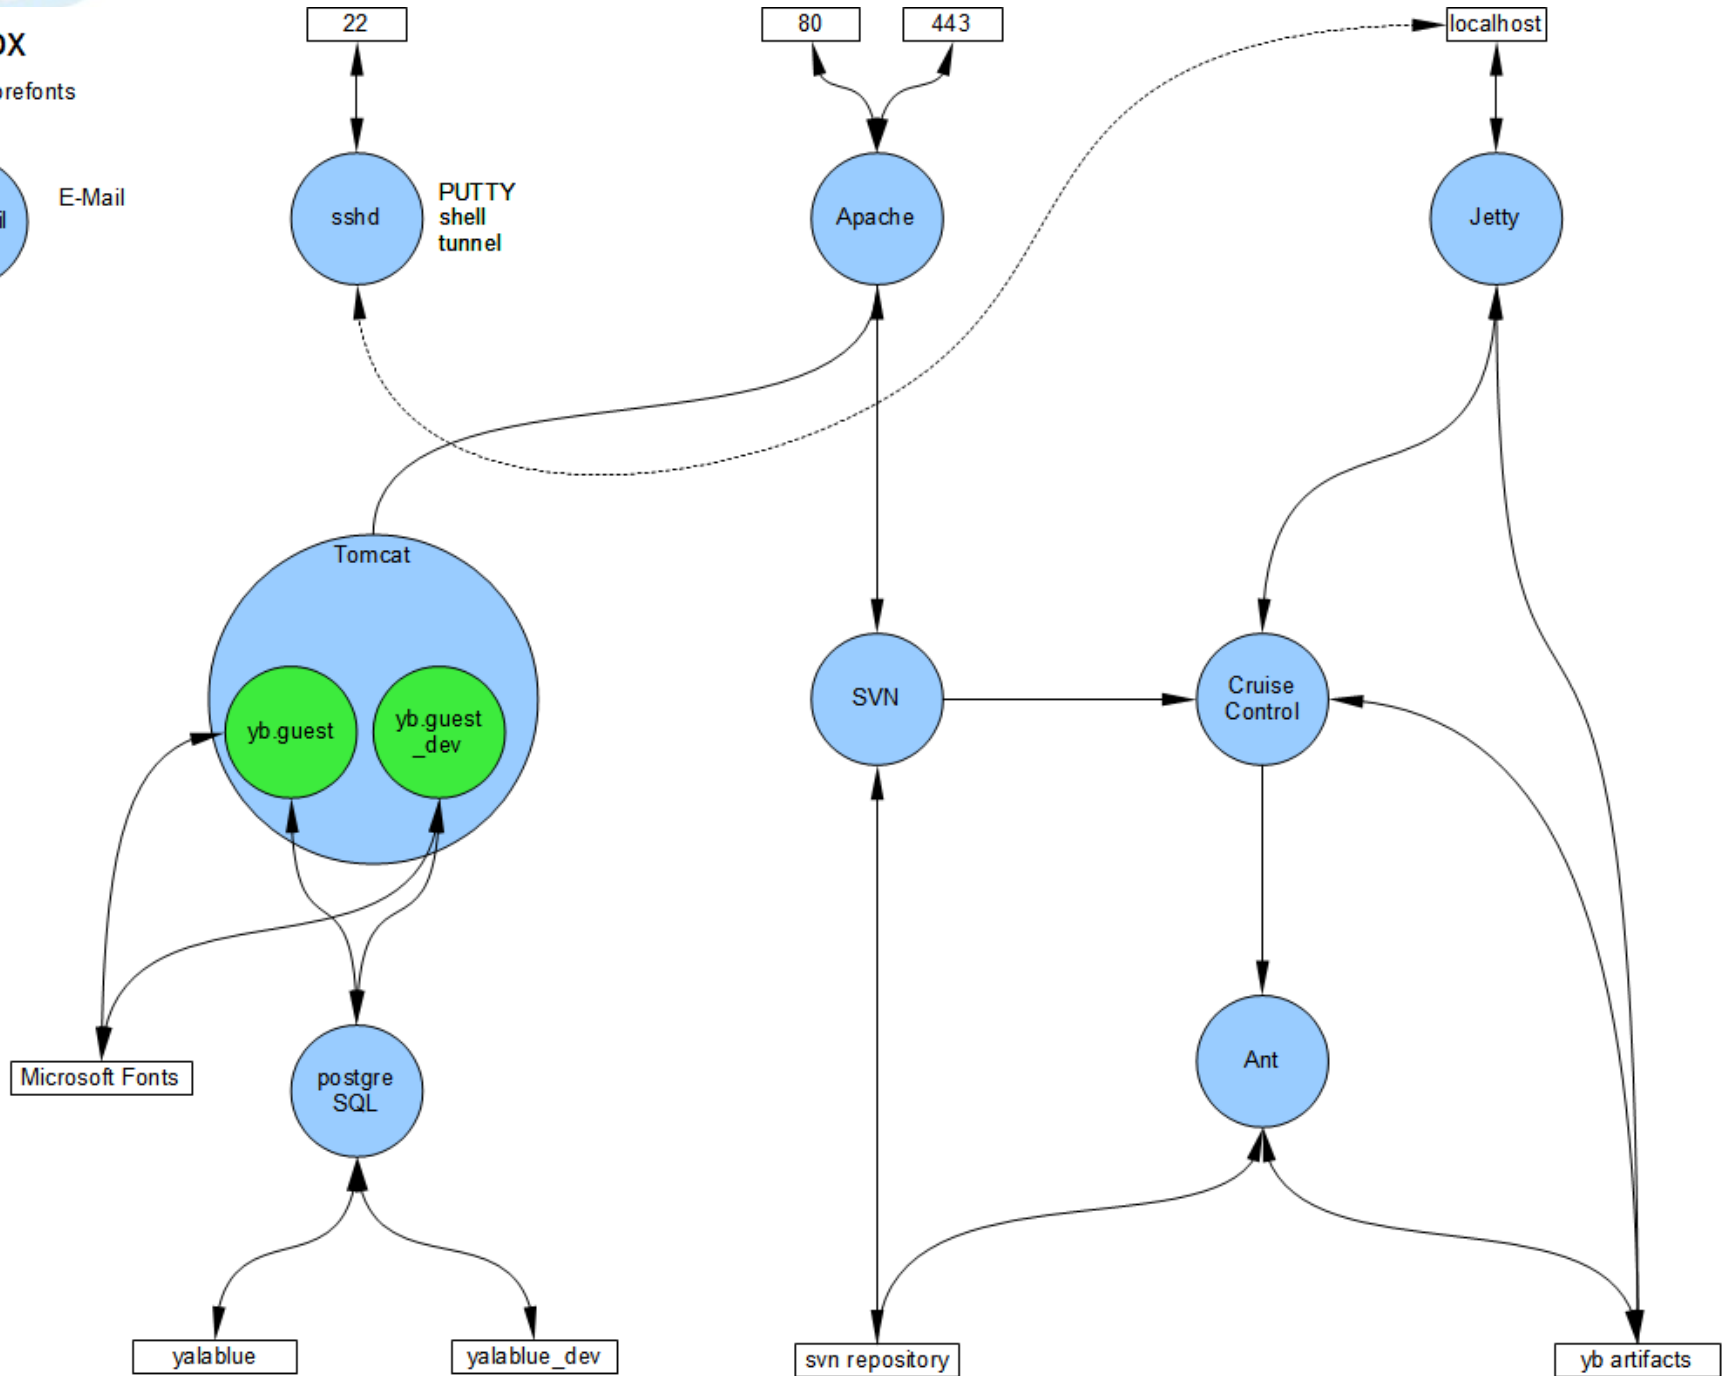 22
80
443
localhost
E-Mail
sshd
PUTTY
shell
tunnel
Apache
Jetty
Tomcat
yb.guest
yb.guest
_dev
SVN
Cruise
Control
Microsoft Fonts
postgre
SQL
Ant
yalablue
yalablue_dev
svn repository
yb artifacts